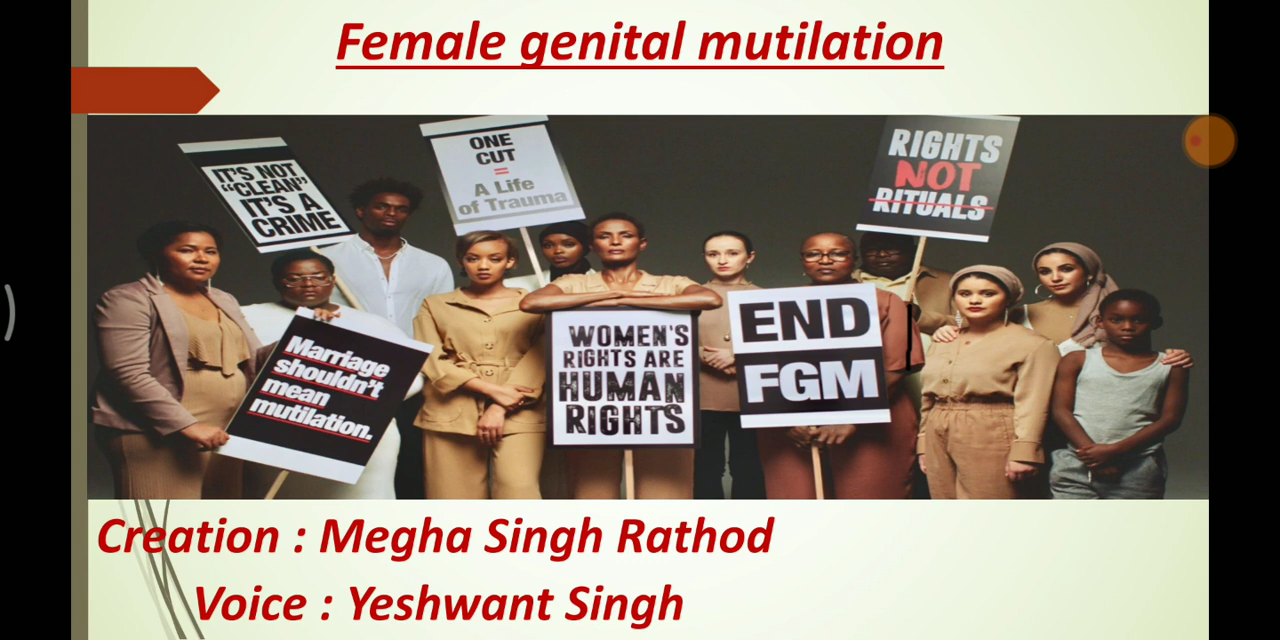 Female genital mutilation
IT'S NOT
"CLEAN"
IT'S A
CRIME
ONE
CUT
=
A Life
of Trauma
RIGHTS
NOT
RITUALS
Marriage
shouldn't
mean
mutilation.
WOMEN'S
RIGHTS ARE
HUMAN
RIGHTS
END
FGM
Creation : Megha Singh Rathod
Voice : Yeshwant Singh